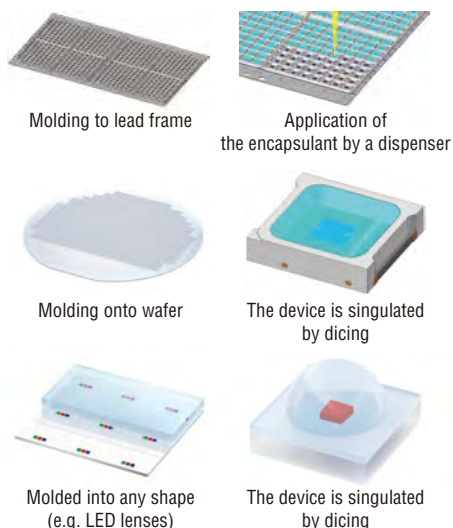 Molding to lead frame
Application of
the encapsulant by a dispenser
Molding onto wafer
The device is singulated
by dicing
Molded into any shape
(e.g. LED lenses)
The device is singulated
by dicing